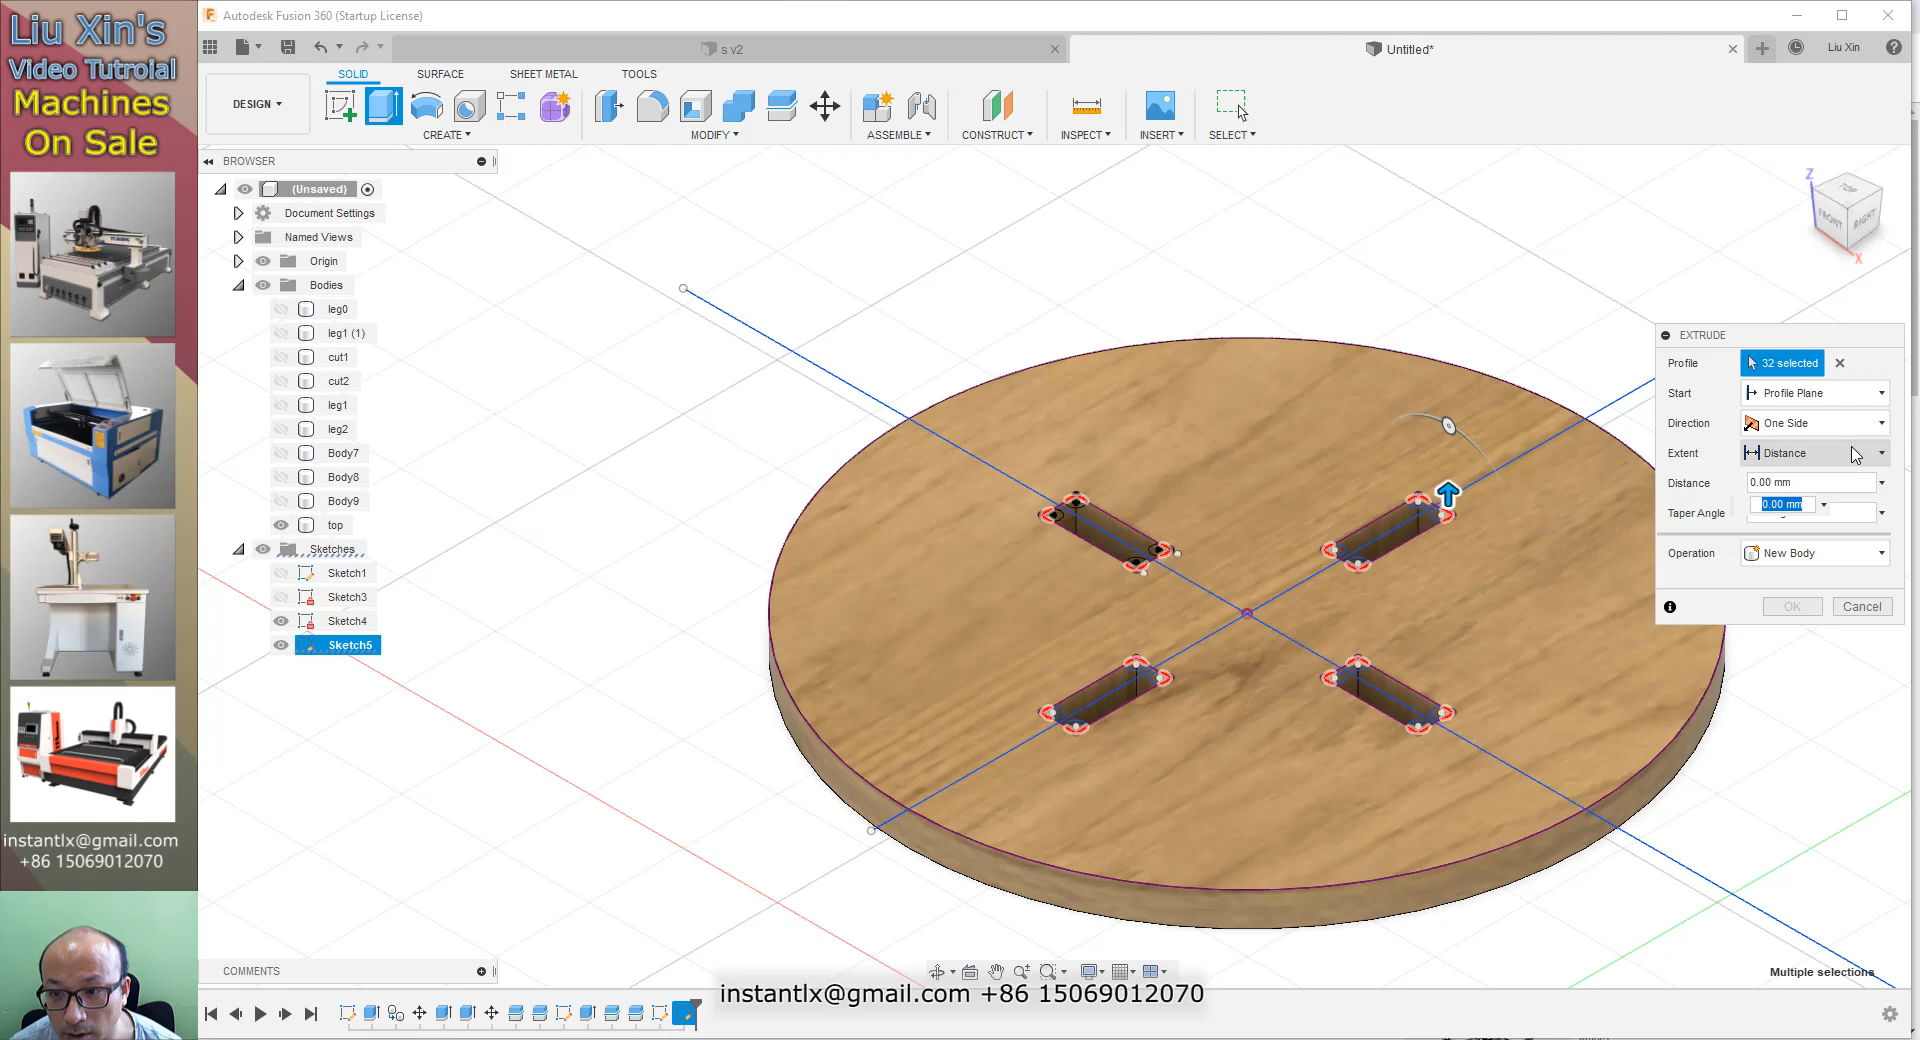 Liu Xin's
Video Tutroial
Machines
On Sale
instantlx@gmail.com
+86 15069012070
Autodesk Fusion 360 (Startup License)
s v2
Untitled*
Liu Xin
DESIGN
SOLID
SURFACE
SHEET METAL
TOOLS
CREATE
MODIFY
ASSEMBLE
CONSTRUCT
INSPECT
INSERT
SELECT
BROWSER
(Unsaved)
Document Settings
Named Views
Origin
Bodies
leg0
leg1 (1)
cut1
cut2
leg1
leg2
Body7
Body8
Body9
top
Sketches
Sketch1
Sketch3
Sketch4
Sketch5
Z
TOP
FRONT
RIGHT
X
EXTRUDE
Profile
32 selected
Start
Profile Plane
Direction
One Side
Extent
Distance
Distance
0.00 mm
0.00 mm
Taper Angle
Operation
New Body
OK
Cancel
COMMENTS
Multiple selections
instantlx@gmail.com +86 15069012070